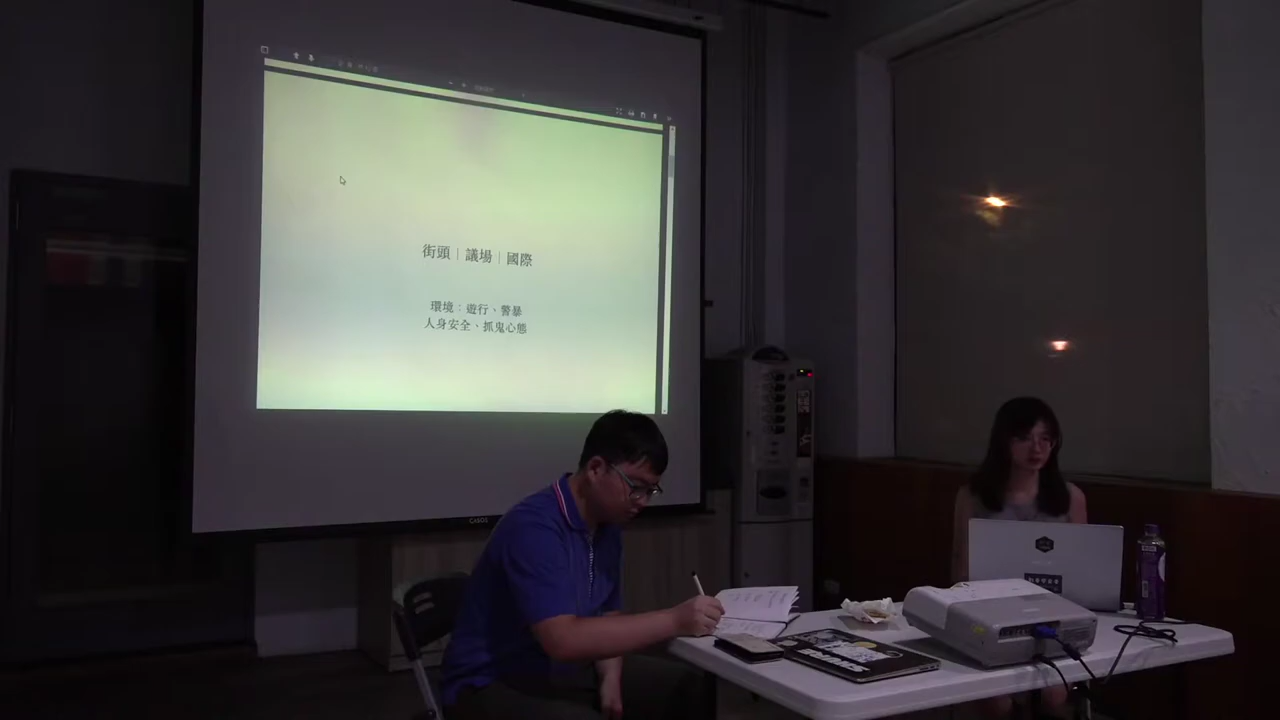 街頭｜議場｜國際
環境：遊行、警暴
人身安全、抓鬼心態